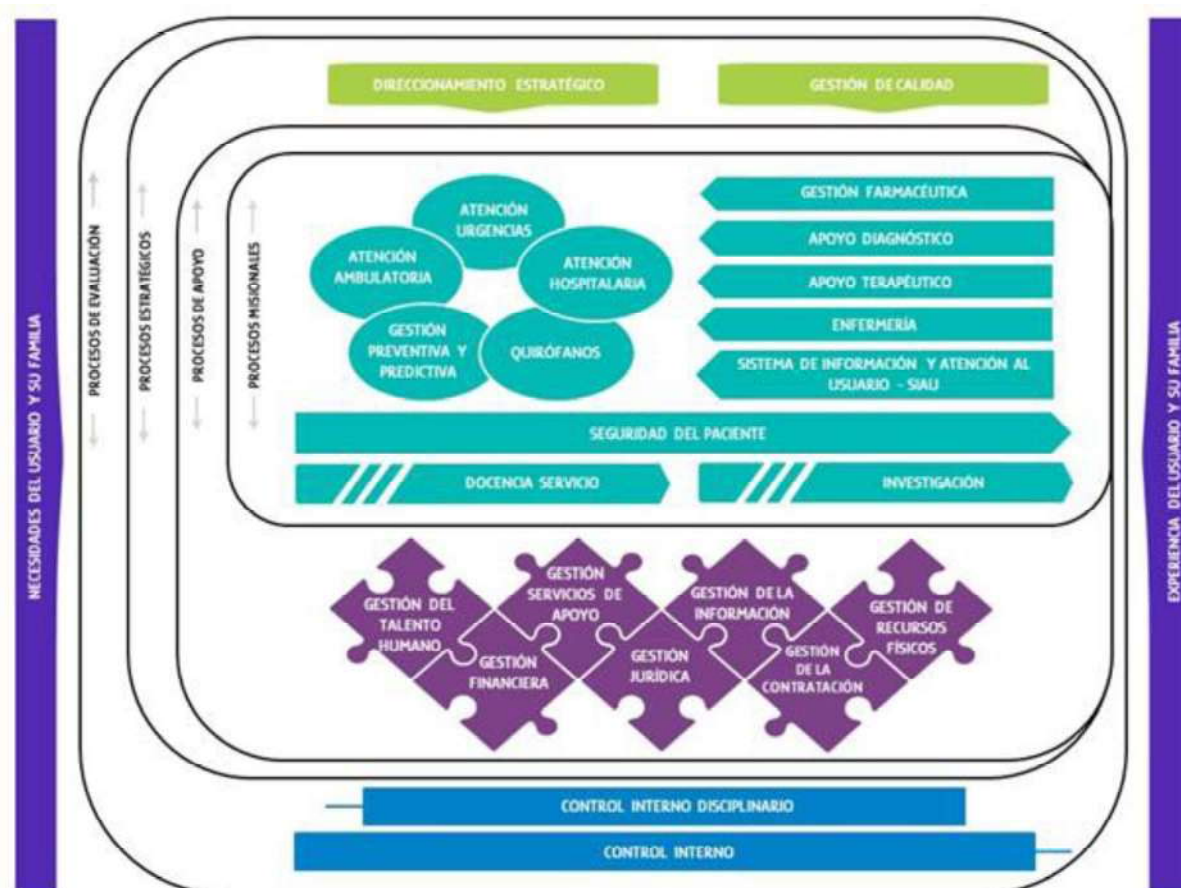 NECESIDADES DEL USUARIO Y SU FAMILIA
PROCESOS DE EVALUACIÓN
PROCESOS ESTRATÉGICOS
PROCESOS DE APOYO
PROCESOS MISIONALES
DIRECCIONAMIENTO ESTRATÉGICO
GESTIÓN DE CALIDAD
ATENCIÓN
URGENCIAS
ATENCIÓN
AMBULATORIA
ATENCIÓN
HOSPITALARIA
GESTIÓN
PREVENTIVA Y
PREDICTIVA
QUIRÓFANOS
GESTIÓN FARMACÉUTICA
APOYO DIAGNÓSTICO
APOYO TERAPÉUTICO
ENFERMERÍA
SISTEMA DE INFORMACIÓN Y ATENCIÓN AL
USUARIO - SIAU
SEGURIDAD DEL PACIENTE
DOCENCIA SERVICIO
INVESTIGACIÓN
GESTIÓN DEL
TALENTO
HUMANO
GESTIÓN
FINANCIERA
GESTIÓN
SERVICIOS DE
APOYO
GESTIÓN
JURÍDICA
GESTIÓN DE LA
INFORMACIÓN
GESTIÓN
DE LA
CONTRATACIÓN
GESTIÓN DE
RECURSOS
FÍSICOS
CONTROL INTERNO DISCIPLINARIO
CONTROL INTERNO
EXPERIENCIA DEL USUARIO Y SU FAMILIA